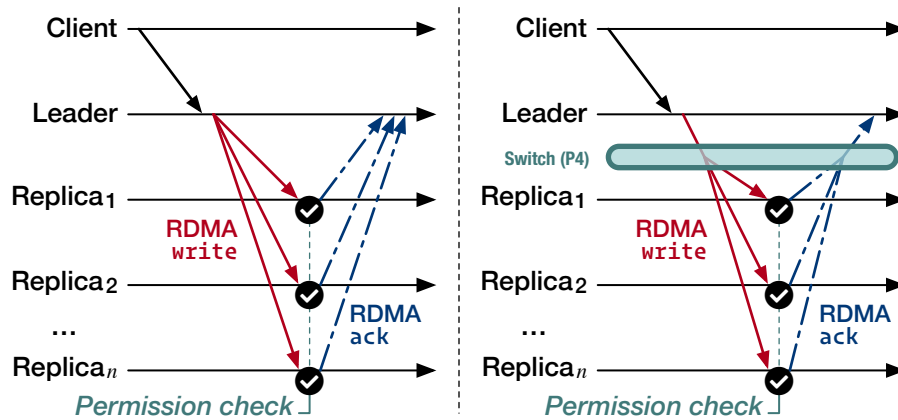 Client
Leader
Replica1
RDMA
write
Replica2
...
RDMA
ack
Replican
Permission check
Client
Leader
Switch (P4)
Replica1
RDMA
write
Replica2
...
RDMA
ack
Replican
Permission check